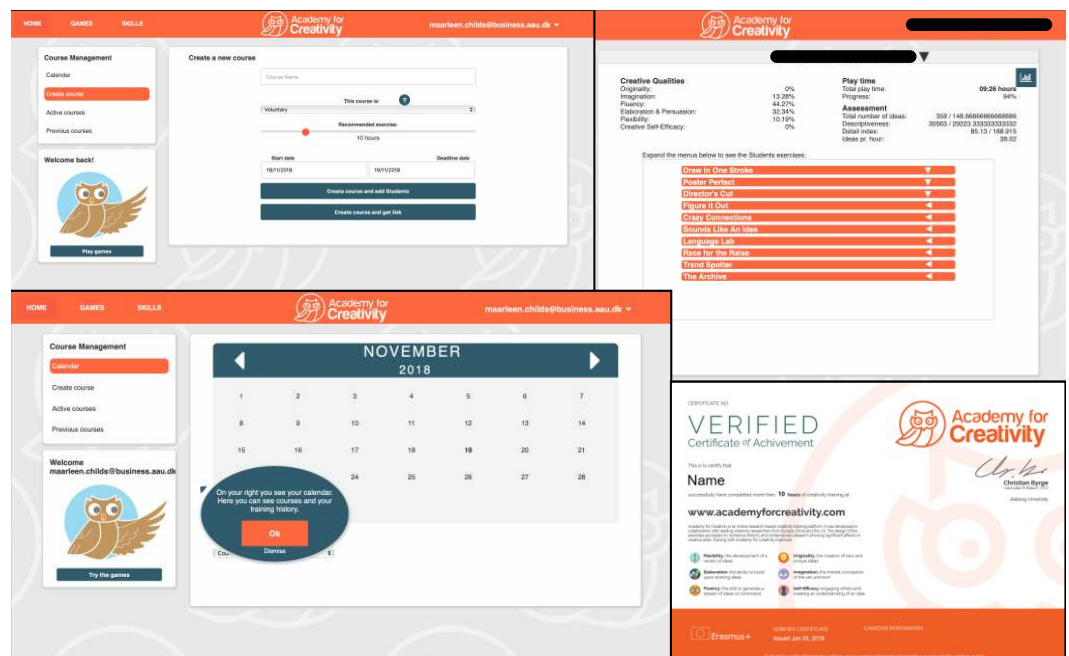 HOME GAMES SKILLS
Academy for
Creativity
maarleen.childs@business.aau.dk
Course Management
Calendar
Create course
Active courses
Previous courses
Welcome back!
Play games
Create a new course
Course Name
This course is: ?
Voluntary
Recommended exercise:
10 hours
Start date Deadline date
19/11/2018 19/11/2018
Create course and add Students
Create course and get link
Academy for
Creativity
Creative Qualities
Originality: 0%
Imagination: 13.28%
Fluency: 44.27%
Elaboration & Persuasion: 32.34%
Flexibility: 10.19%
Creative Self-Efficacy: 0%
Play time
Total play time: 09:26 hours
Progress: 94%
Assessment
Total number of ideas: 359 / 148.66666666666666
Descriptiveness: 30563 / 29223.333333333332
Detail index: 85.13 / 188.915
Ideas pr. hour: 38.02
Expand the menus below to see the Students exercises:
Draw In One Stroke
Poster Perfect
Director's Cut
Figure It Out
Crazy Connections
Sounds Like An Idea
Language Lab
Race for the Raise
Trend Spotter
The Archive
HOME GAMES SKILLS
Academy for
Creativity
maarleen.childs@business.aau.dk
Course Management
Calendar
Create course
Active courses
Previous courses
Welcome
maarleen.childs@business.aau.dk
Try the games
NOVEMBER
2018
1 2 3 4 5 6 7
8 9 10 11 12 13 14
15 16 17 18 19 20 21
24 25 26 27 28
On your right you see your calendar.
Here you can see courses and your
training history.
Ok
Dismiss
Cou
CERTIFICATE NO
VERIFIED
Certificate of Achivement
Academy for
Creativity
This is to certify that
Name
successfully have completed more than 10 hours of creativity training at
www.academyforcreativity.com
Christian Byrge
Aalborg University
Flexibility: the development of a
variety of ideas
Originality: the creation of new and
unique ideas
Elaboration: the ability to build
upon existing ideas
Imagination: the mental conception
of the yet unknown
Fluency: the skill to generate a
stream of ideas on command
Self-Efficacy: engaging others and
creating an understanding of an idea
Erasmus+
VERIFIED CERTIFICATE
Issued Jun 03, 2018
LINKEDIN INTEGRATION